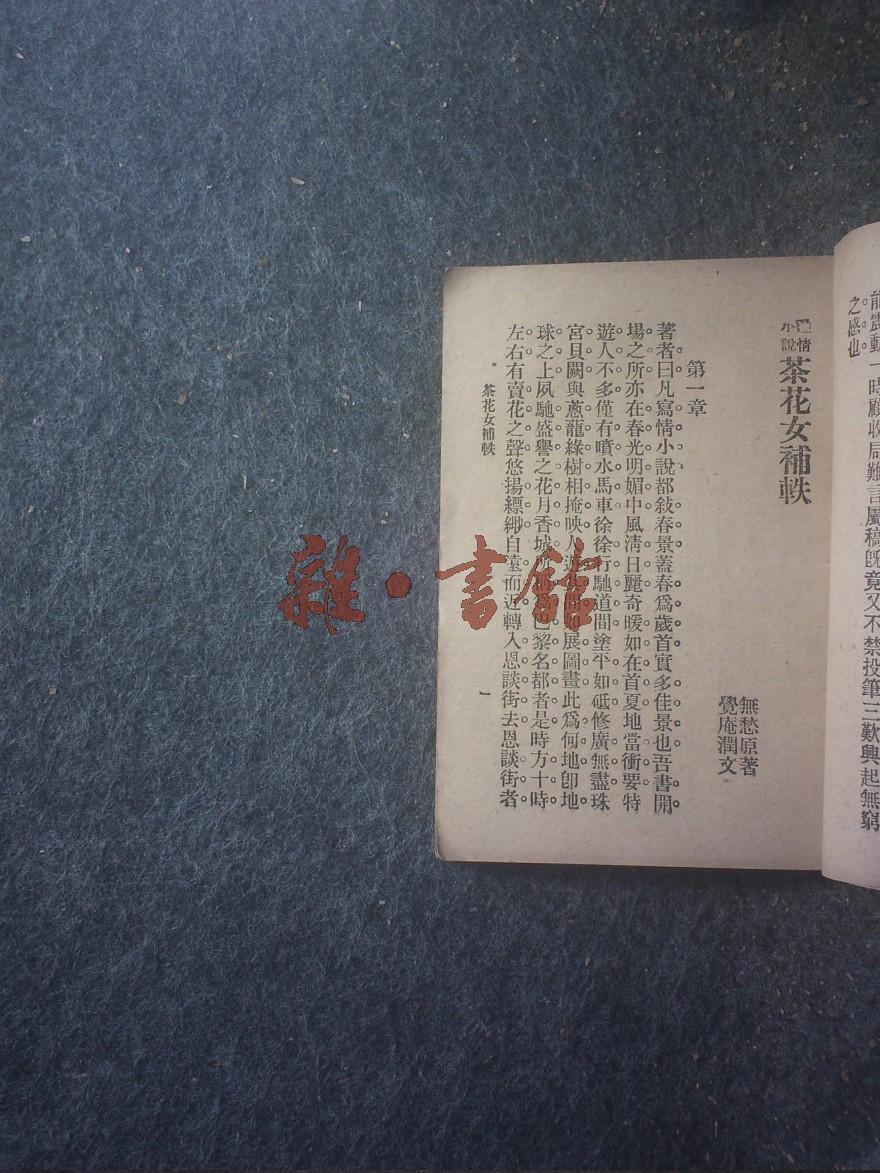 龍震動一時顧收局難言屬稿旣竟又不禁投筆三歎興起無窮
之感也
情
小說
茶花女補軼
無愁原著
覺庵潤文
第一章
著者曰凡寫情小說都敍春景蓋春爲歲首實多佳景也吾書開
場之所亦在春光明媚中風淸日麗奇暖如在首夏地當衝要特
遊人不多僅有噴水馬車徐徐行馳道間塗平如砥修廣無盡珠
宮貝闕與蔥蘢綠樹相掩映人遊其間如展圖畫此爲何地卽地
球之上夙馳盛譽之花月香城所稱爲巴黎名都者是時方十時
左右有賣花之聲悠揚縹緲自遠而近轉入恩談街去恩談街者
茶花女補軼
一
雜·書館